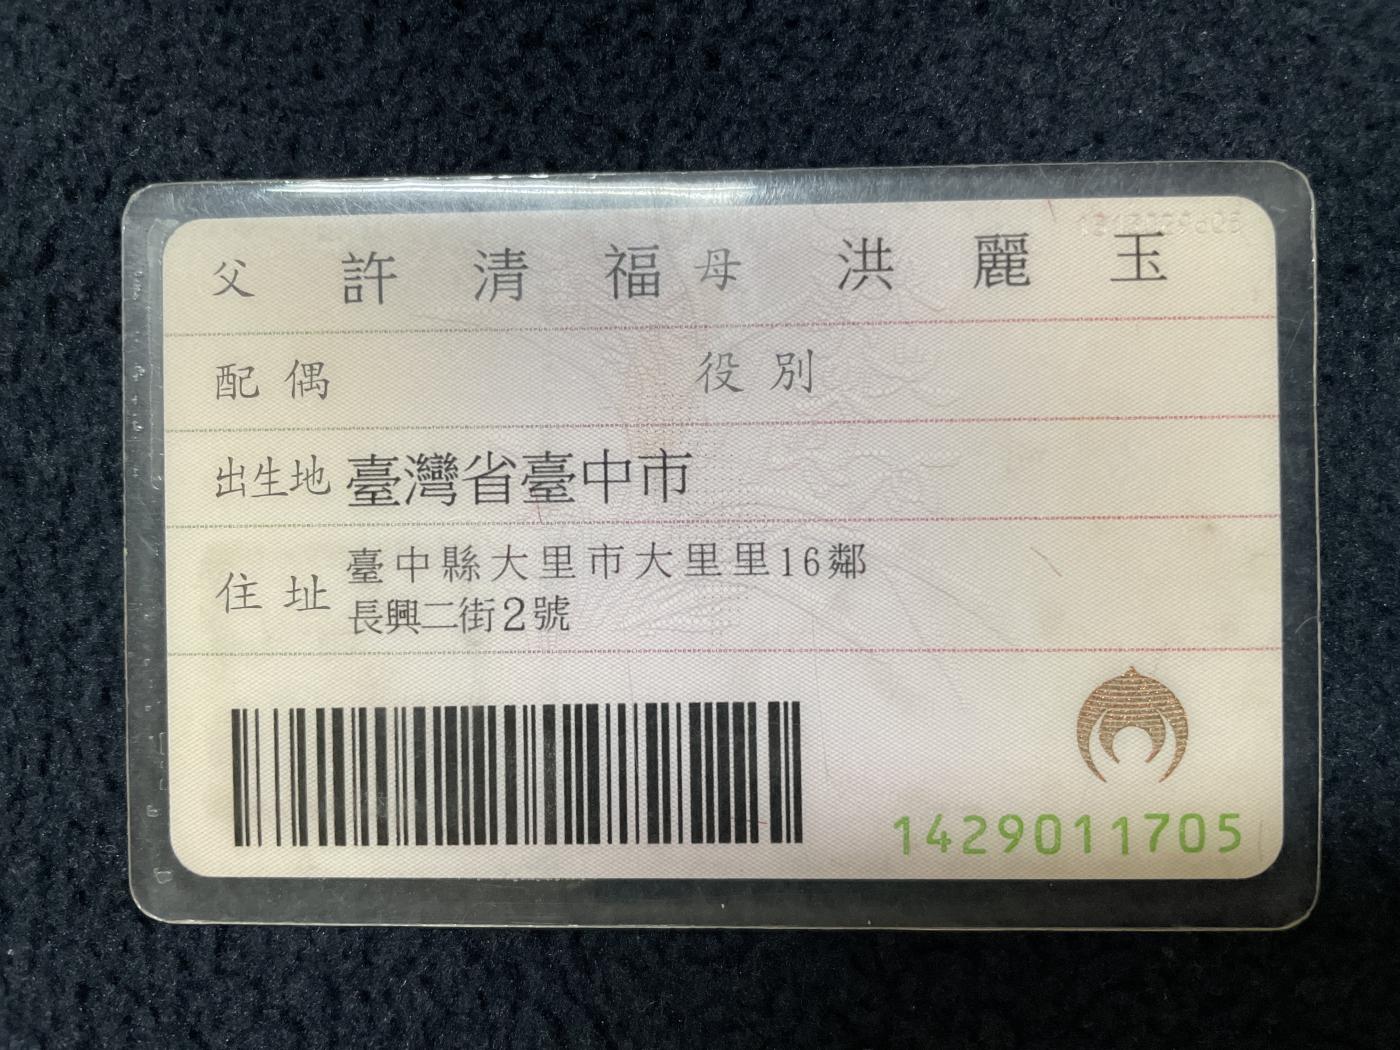 父 許清福 母 洪麗玉
配偶 役別
出生地 臺灣省臺中市
住址 臺中縣大里市大里里16鄰
長興二街2號
1429011705